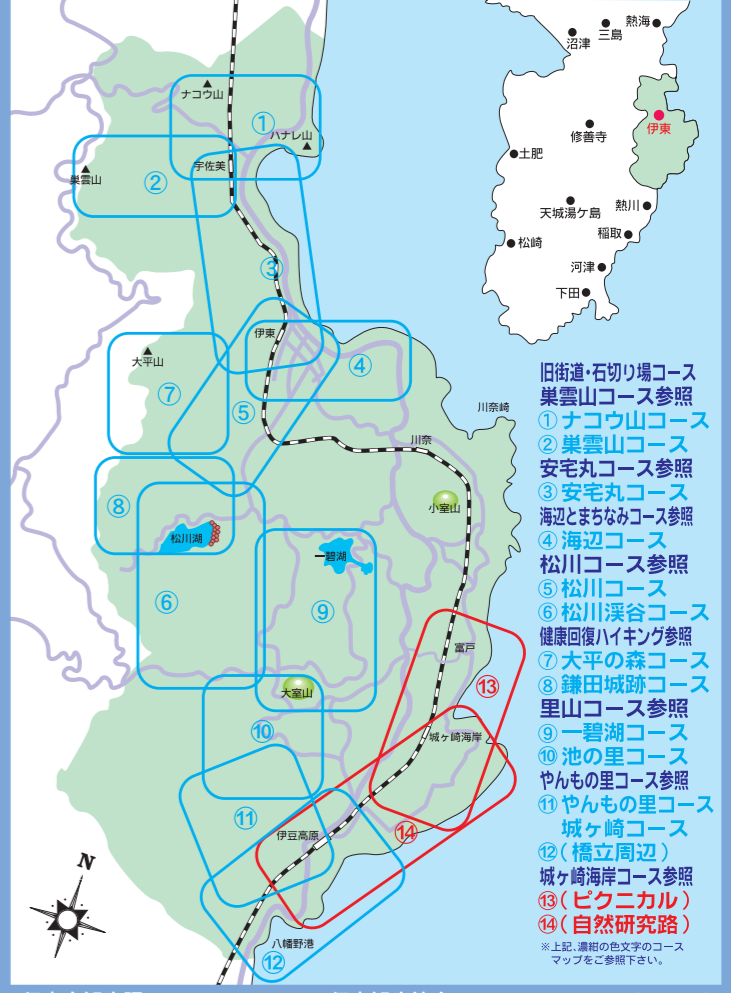 熱海
三島
沼津
伊東
修善寺
土肥
天城湯ケ島
熱川
稲取
松崎
河津
下田
ナコウ山
①
ハナレ山
宇佐美
巣雲山
②
③
伊東
④
大平山
⑦
⑤
川奈崎
川奈
⑧
小室山
松川湖
一碧湖
⑥
⑨
富戸
⑬
大室山
⑩
城ヶ崎海岸
⑪
伊豆高原
⑭
N
八幡野港
⑫
旧街道・石切り場コース
巣雲山コース参照
①ナコウ山コース
②巣雲山コース
安宅丸コース参照
③安宅丸コース
海辺とまちなみコース参照
④海辺コース
松川コース参照
⑤松川コース
⑥松川渓谷コース
健康回復ハイキング参照
⑦大平の森コース
⑧鎌田城跡コース
里山コース参照
⑨一碧湖コース
⑩池の里コース
やんもの里コース参照
⑪やんもの里コース
城ヶ崎コース
⑫(橋立周辺)
城ヶ崎海岸コース参照
⑬(ピクニカル)
⑭(自然研究路)
※上記、濃紺の色文字のコース
マップをご参照下さい。